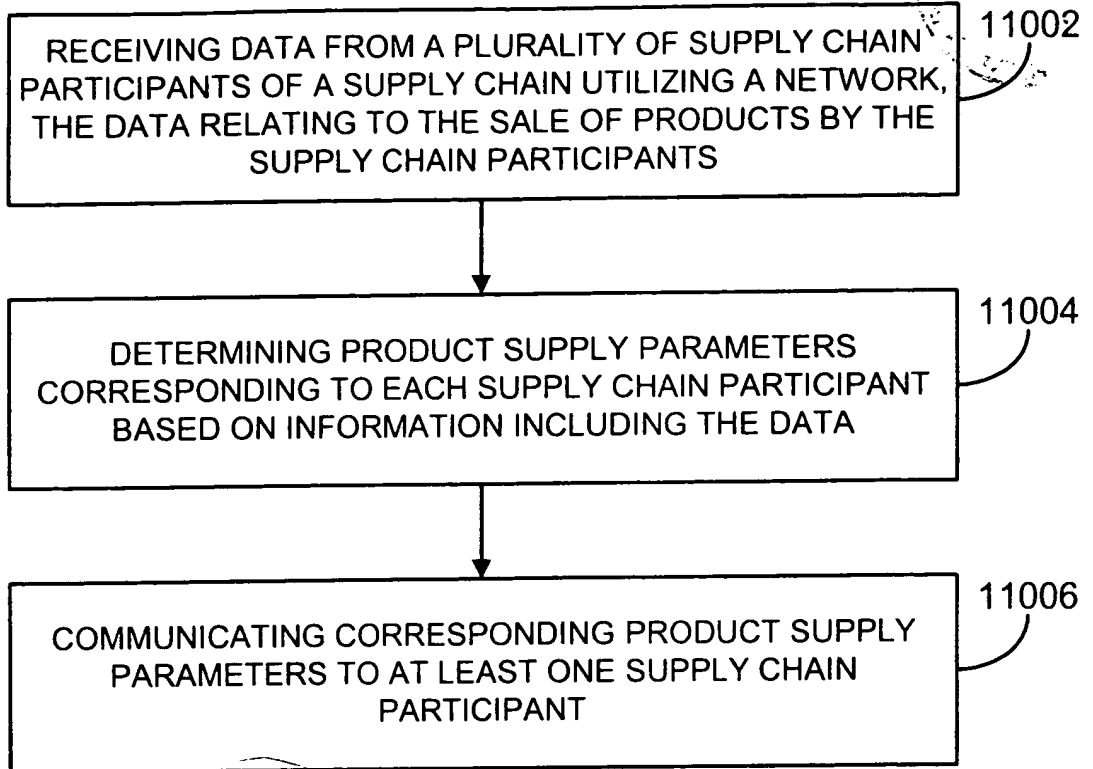 RECEIVING DATA FROM A PLURALITY OF SUPPLY CHAIN
PARTICIPANTS OF A SUPPLY CHAIN UTILIZING A NETWORK,
THE DATA RELATING TO THE SALE OF PRODUCTS BY THE
SUPPLY CHAIN PARTICIPANTS
11002
DETERMINING PRODUCT SUPPLY PARAMETERS
CORRESPONDING TO EACH SUPPLY CHAIN PARTICIPANT
BASED ON INFORMATION INCLUDING THE DATA
11004
COMMUNICATING CORRESPONDING PRODUCT SUPPLY
PARAMETERS TO AT LEAST ONE SUPPLY CHAIN
PARTICIPANT
11006